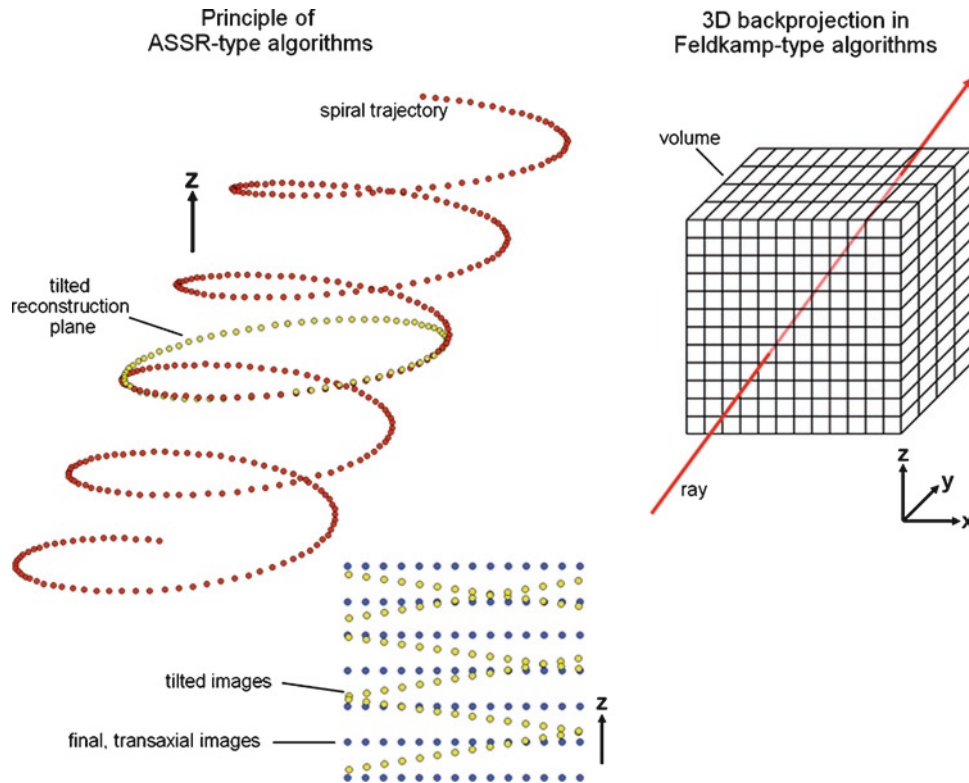 Principle of
ASSR-type algorithms
spiral trajectory
z
tilted
reconstruction
plane
tilted images
final, transaxial images
z
3D backprojection in
Feldkamp-type algorithms
volume
ray
z
y
x